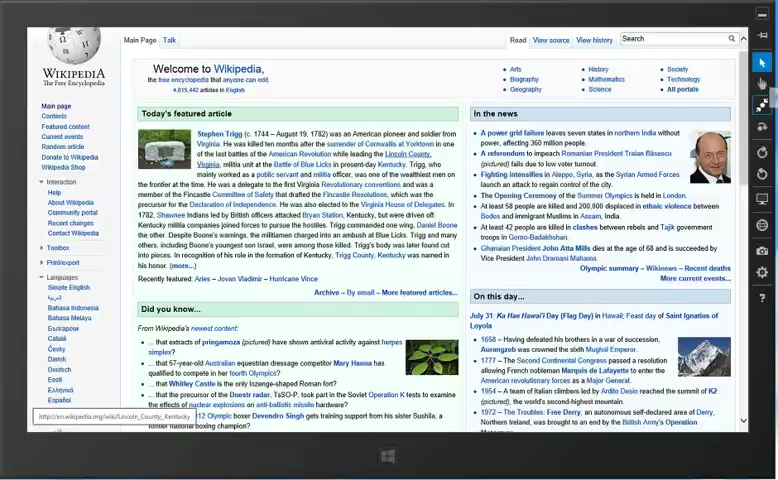 WIKIPEDIA
The Free Encyclopedia
Main page
Contents
Featured content
Current events
Random article
Donate to Wikipedia
Wikipedia Shop
Interaction
Help
About Wikipedia
Community portal
Recent changes
Contact Wikipedia
Toolbox
Print/export
Languages
Simple English
العربية
Bahasa Indonesia
Bahasa Melayu
Български
Català
Česky
Dansk
Deutsch
Eesti
Ελληνικά
Español
http://en.wikipedia.org/wiki/Lincoln_County,_Kentucky
Main Page Talk
Read View source View history Search
Welcome to Wikipedia,
the free encyclopedia that anyone can edit.
4,015,442 articles in English
Arts
Biography
Geography
History
Mathematics
Science
Society
Technology
All portals
Today's featured article
Stephen Trigg (c. 1744 – August 19, 1782) was an American pioneer and soldier from
Virginia. He was killed ten months after the surrender of Cornwallis at Yorktown in one
of the last battles of the American Revolution while leading the Lincoln County,
Virginia, militia unit at the Battle of Blue Licks in present-day Kentucky. Trigg, who
mainly worked as a public servant and militia officer, was one of the wealthiest men on
the frontier at the time. He was a delegate to the first Virginia Revolutionary conventions and was a
member of the Fincastle Committee of Safety that drafted the Fincastle Resolutions, which was the
precursor for the Declaration of Independence. He was also elected to the Virginia House of Delegates. In
1782, Shawnee Indians led by British officers attacked Bryan Station, Kentucky, but were driven off.
Kentucky militia companies joined forces to pursue the hostiles. Trigg commanded one wing, Daniel Boone
the other. Despite Boone's warnings, the militiamen charged into an ambush at Blue Licks. Trigg and many
others, including Boone's youngest son Israel, were among those killed. Trigg's body was later found cut
into pieces. In recognition of his role in the formation of Kentucky, Trigg County, Kentucky was named in
his honor. (more...)
Recently featured: Aries – Jovan Vladimir – Hurricane Vince
Archive – By email – More featured articles...
Did you know...
From Wikipedia's newest content:
... that extracts of pringamoza (pictured) have shown antiviral activity against herpes
simplex?
... that 57-year-old Australian equestrian dressage competitor Mary Hanna has
qualified to compete in her fourth Olympics?
... that Whitley Castle is the only lozenge-shaped Roman fort?
... that the precursor of the Dnestr radar, TsSO-P, took part in the Soviet Operation K tests to examine
the effects of nuclear explosions on anti-ballistic missile hardware?
12 Olympic boxer Devendro Singh gets training support from his sister Sushila, a
former national boxing champion?
In the news
A power grid failure leaves seven states in northern India without
power, affecting 360 million people.
A referendum to impeach Romanian President Traian Băsescu
(pictured) fails due to low voter turnout.
Fighting intensifies in Aleppo, Syria, as the Syrian Armed Forces
launch an attack to regain control of the city.
The Opening Ceremony of the Summer Olympics is held in London.
At least 58 people are killed and 200,000 displaced in ethnic violence between
Bodos and immigrant Muslims in Assam, India.
At least 42 people are killed in clashes between rebels and Tajik government
troops in Gorno-Badakhshan.
Ghanaian President John Atta Mills dies at the age of 68 and is succeeded by
Vice President John Dramani Mahama.
Olympic summary – Wikinews – Recent deaths
More current events...
On this day...
July 31: Ka Hae Hawai'i Day (Flag Day) in Hawaii; Feast day of Saint Ignatius of
Loyola
1658 – Having defeated his brothers in a war of succession,
Aurangzeb was crowned the sixth Mughal Emperor.
1777 – The Second Continental Congress passed a resolution
allowing French nobleman Marquis de Lafayette to enter the
American revolutionary forces as a Major General.
1954 – A team of Italian climbers led by Ardito Desio reached the summit of K2
(pictured), the world's second-highest mountain.
1972 – The Troubles: Free Derry, an autonomous self-declared area of Derry,
Northern Ireland, was brought to an end by the British Army's Operation